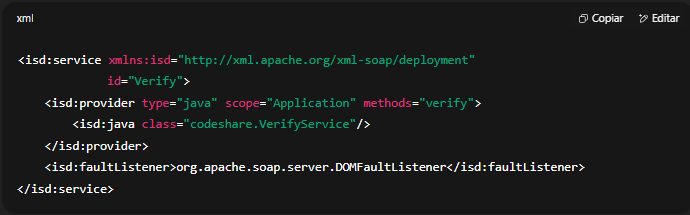 xml
Copiar
Editar
<isd:service xmlns:isd="http://xml.apache.org/xml-soap/deployment"
id="Verify">
<isd:provider type="java" scope="Application" methods="verify">
<isd:java class="codeshare.VerifyService"/>
</isd:provider>
<isd:faultListener>org.apache.soap.server.DOMFaultListener</isd:faultListener>
</isd:service>